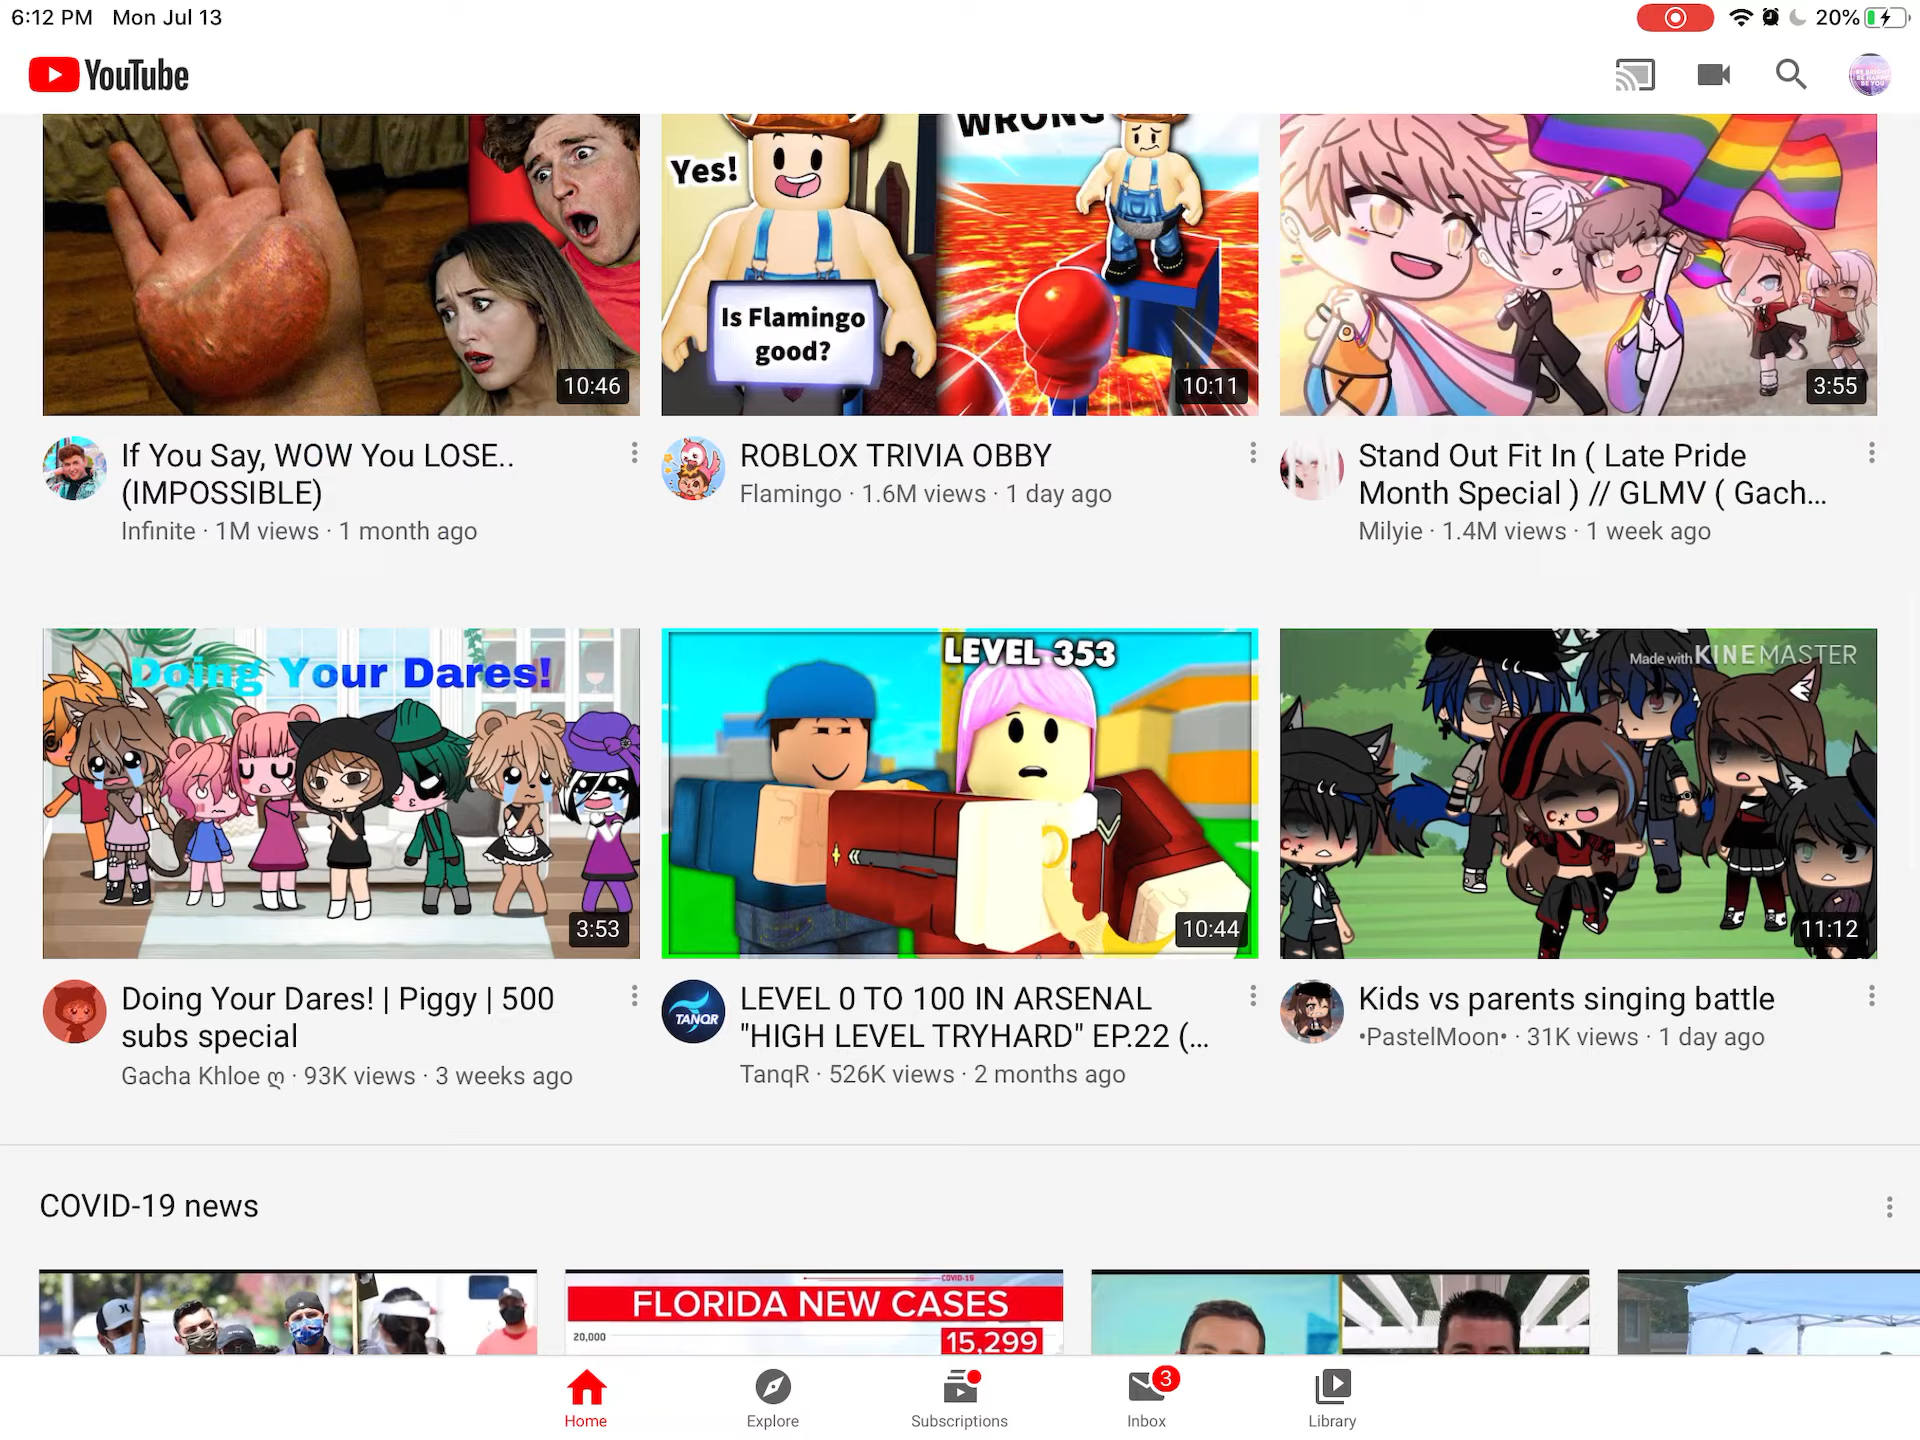 6:12 PM Mon Jul 13
20%
YouTube
Yes!
Is Flamingo
good?
WRONG
10:46
10:11
3:55
If You Say, WOW You LOSE..
(IMPOSSIBLE)
Infinite · 1M views · 1 month ago
ROBLOX TRIVIA OBBY
Flamingo · 1.6M views · 1 day ago
Stand Out Fit In ( Late Pride
Month Special ) // GLMV ( Gach...
Milyie · 1.4M views · 1 week ago
Doing Your Dares!
3:53
LEVEL 353
10:44
Made with KINEMASTER
11:12
Doing Your Dares! | Piggy | 500
subs special
Gacha Khloe ღ · 93K views · 3 weeks ago
TANQR
LEVEL 0 TO 100 IN ARSENAL
"HIGH LEVEL TRYHARD" EP.22 (...
TanqR · 526K views · 2 months ago
Kids vs parents singing battle
•PastelMoon• · 31K views · 1 day ago
COVID-19 news
COVID-19
FLORIDA NEW CASES
20,000
15,299
Home
Explore
Subscriptions
3
Inbox
Library